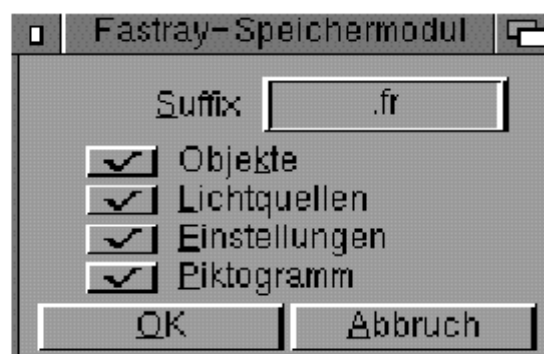 Fastray-Speichermodul
Suffix .fr
Objekte
Lichtquellen
Einstellungen
Piktogramm
OK Abbruch